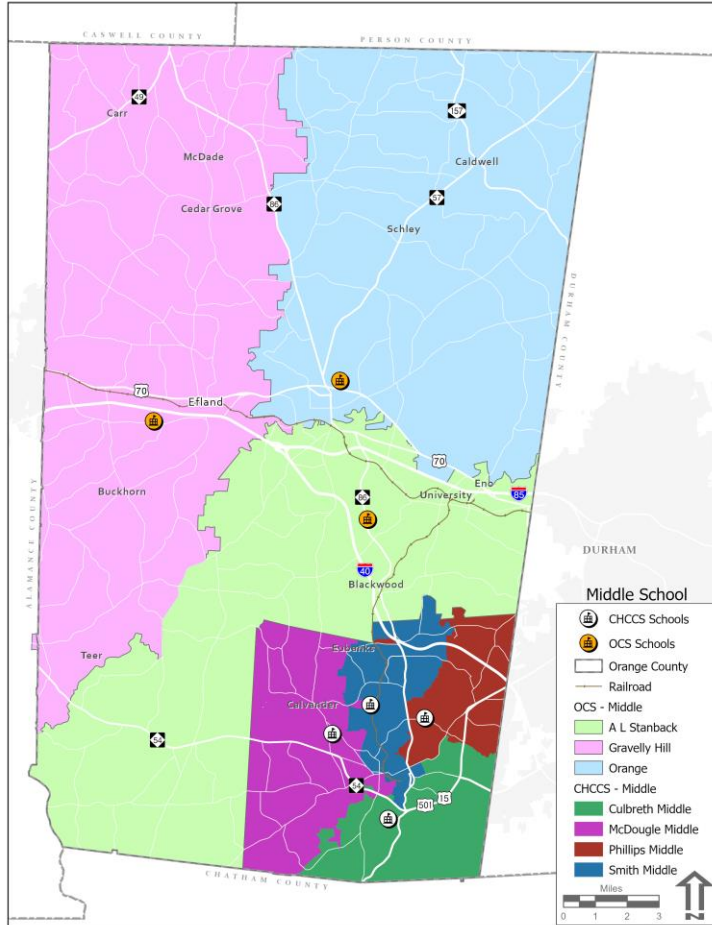 CASWELL COUNTY
PERSON COUNTY
49
Carr
157
McDade
Caldwell
Cedar Grove
86
57
Schley
DURHAM COUNTY
70
Efland
70
Eno
Buckhorn
86
University
85
ALAMANCE COUNTY
DURHAM
40
Blackwood
Teer
Eubanks
Calvander
54
54
501
15
CHATHAM COUNTY
Middle School
CHCCS Schools
OCS Schools
Orange County
Railroad
OCS - Middle
A L Stanback
Gravelly Hill
Orange
CHCCS - Middle
Culbreth Middle
McDougle Middle
Phillips Middle
Smith Middle
Miles
0 1 2 3
N